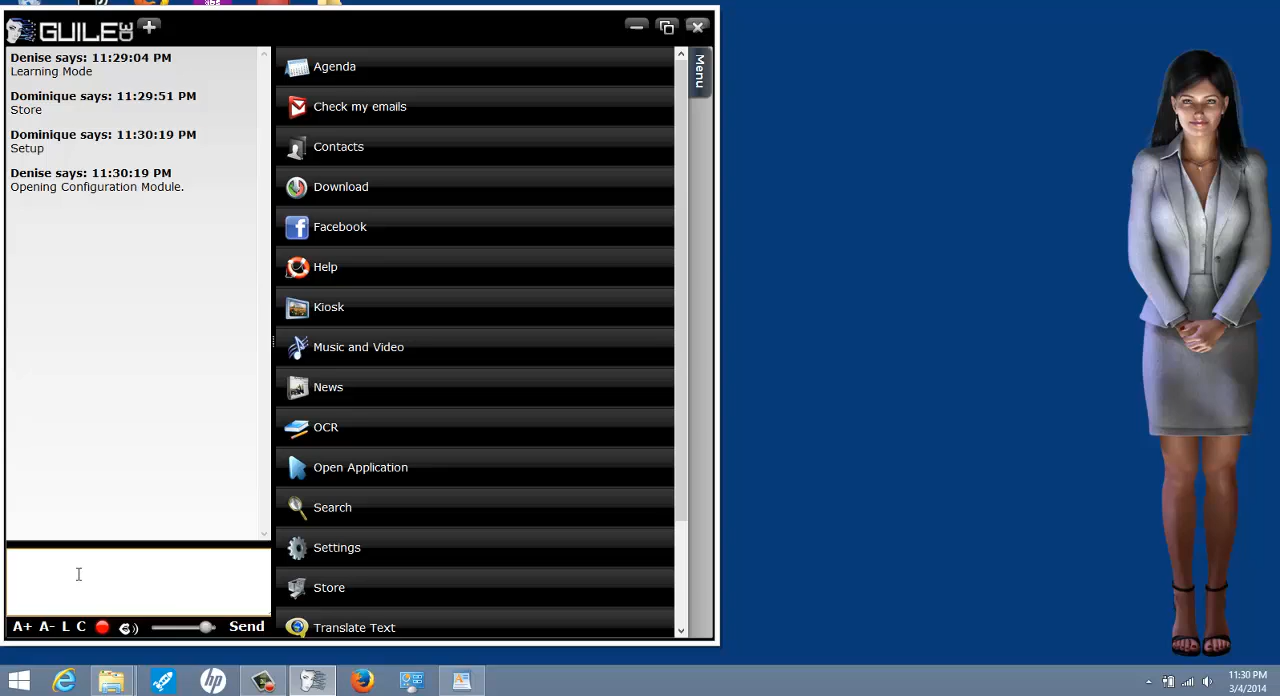 GUILE 3D
Denise says: 11:29:04 PM
Learning Mode
Dominique says: 11:29:51 PM
Store
Dominique says: 11:30:19 PM
Setup
Denise says: 11:30:19 PM
Opening Configuration Module.
A+ A- L C
Send
Agenda
Check my emails
Contacts
Download
Facebook
Help
Kiosk
Music and Video
News
OCR
Open Application
Search
Settings
Store
Translate Text
Menu
11:30 PM
3/4/2014